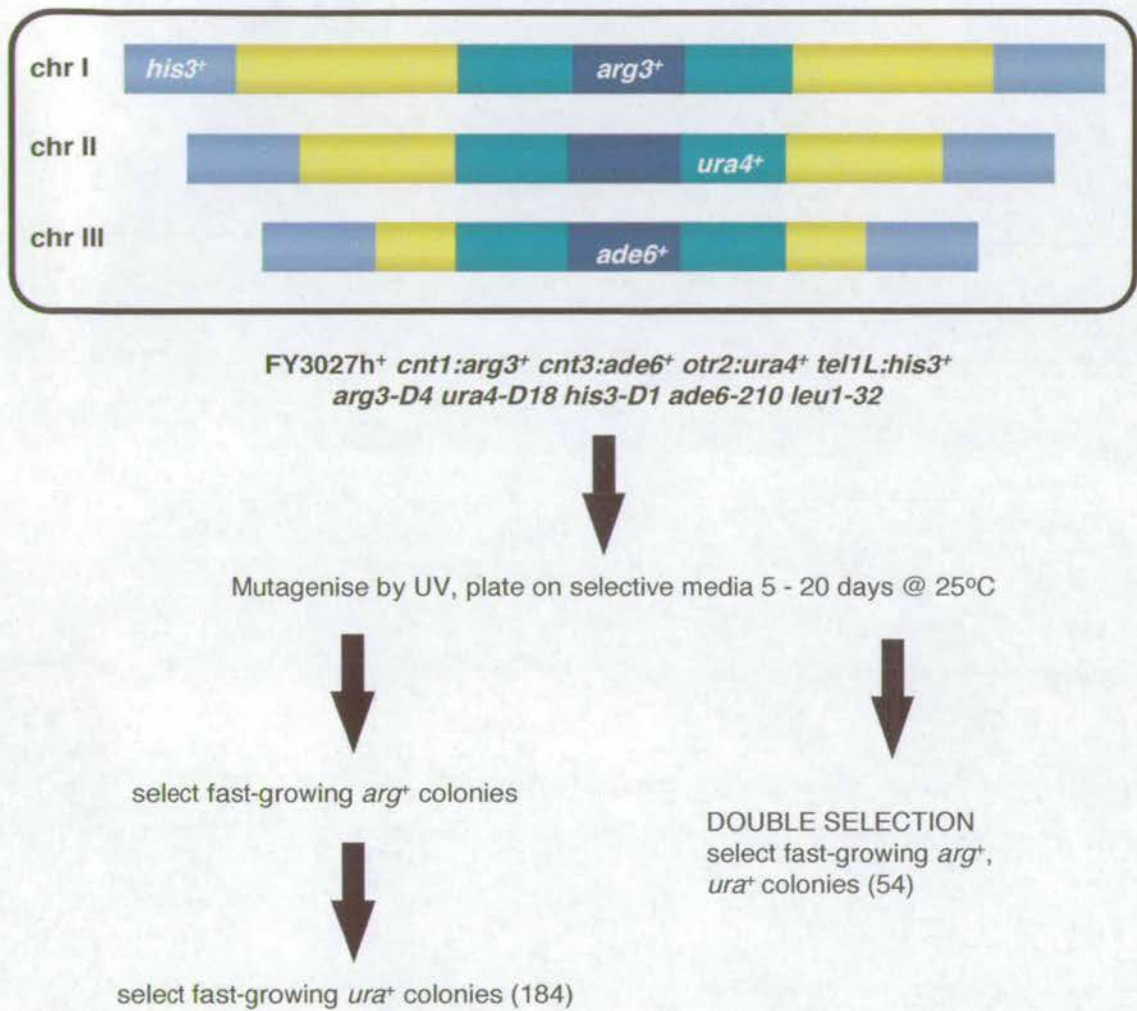 chr I
his3⁺
arg3⁺
chr II
ura4⁺
chr III
ade6⁺
FY3027h⁺ cnt1:arg3⁺ cnt3:ade6⁺ otr2:ura4⁺ tel1L:his3⁺
arg3-D4 ura4-D18 his3-D1 ade6-210 leu1-32
Mutagenise by UV, plate on selective media 5 - 20 days @ 25ºC
select fast-growing arg⁺ colonies
DOUBLE SELECTION
select fast-growing arg⁺,
ura⁺ colonies (54)
select fast-growing ura⁺ colonies (184)